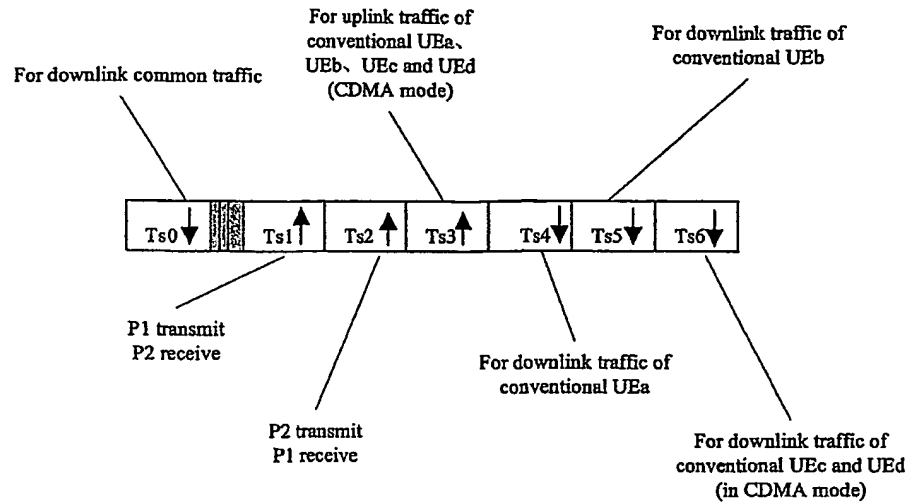 For uplink traffic of
conventional UEa、
UEb、UEc and UEd
(CDMA mode)
For downlink traffic of
conventional UEb
For downlink common traffic
Ts0
Ts1
Ts2
Ts3
Ts4
Ts5
Ts6
P1 transmit
P2 receive
For downlink traffic of
conventional UEa
P2 transmit
P1 receive
For downlink traffic of
conventional UEc and UEd
(in CDMA mode)